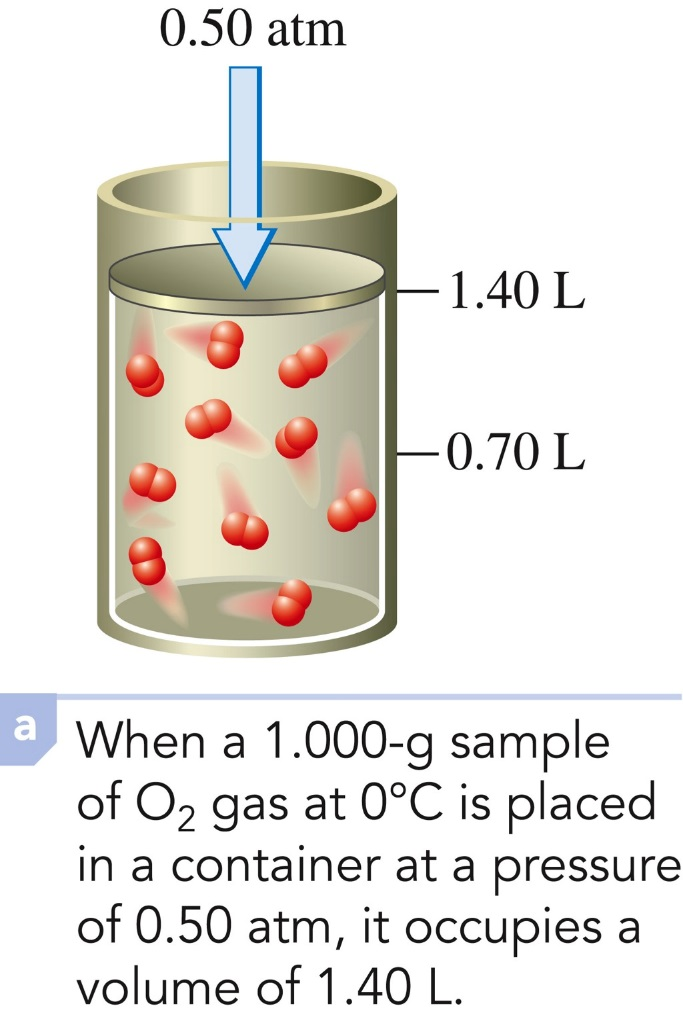 0.50 atm
1.40 L
0.70 L
a
When a 1.000-g sample
of O₂ gas at 0°C is placed
in a container at a pressure
of 0.50 atm, it occupies a
volume of 1.40 L.